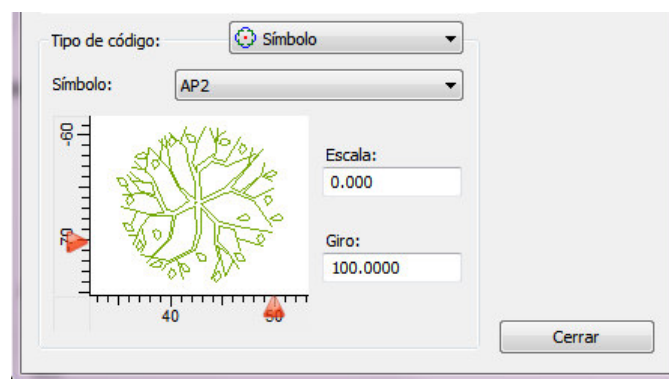 Tipo de código:
Símbolo
Símbolo:
AP2
-60
70
40
50
Escala:
0.000
Giro:
100.0000
Cerrar